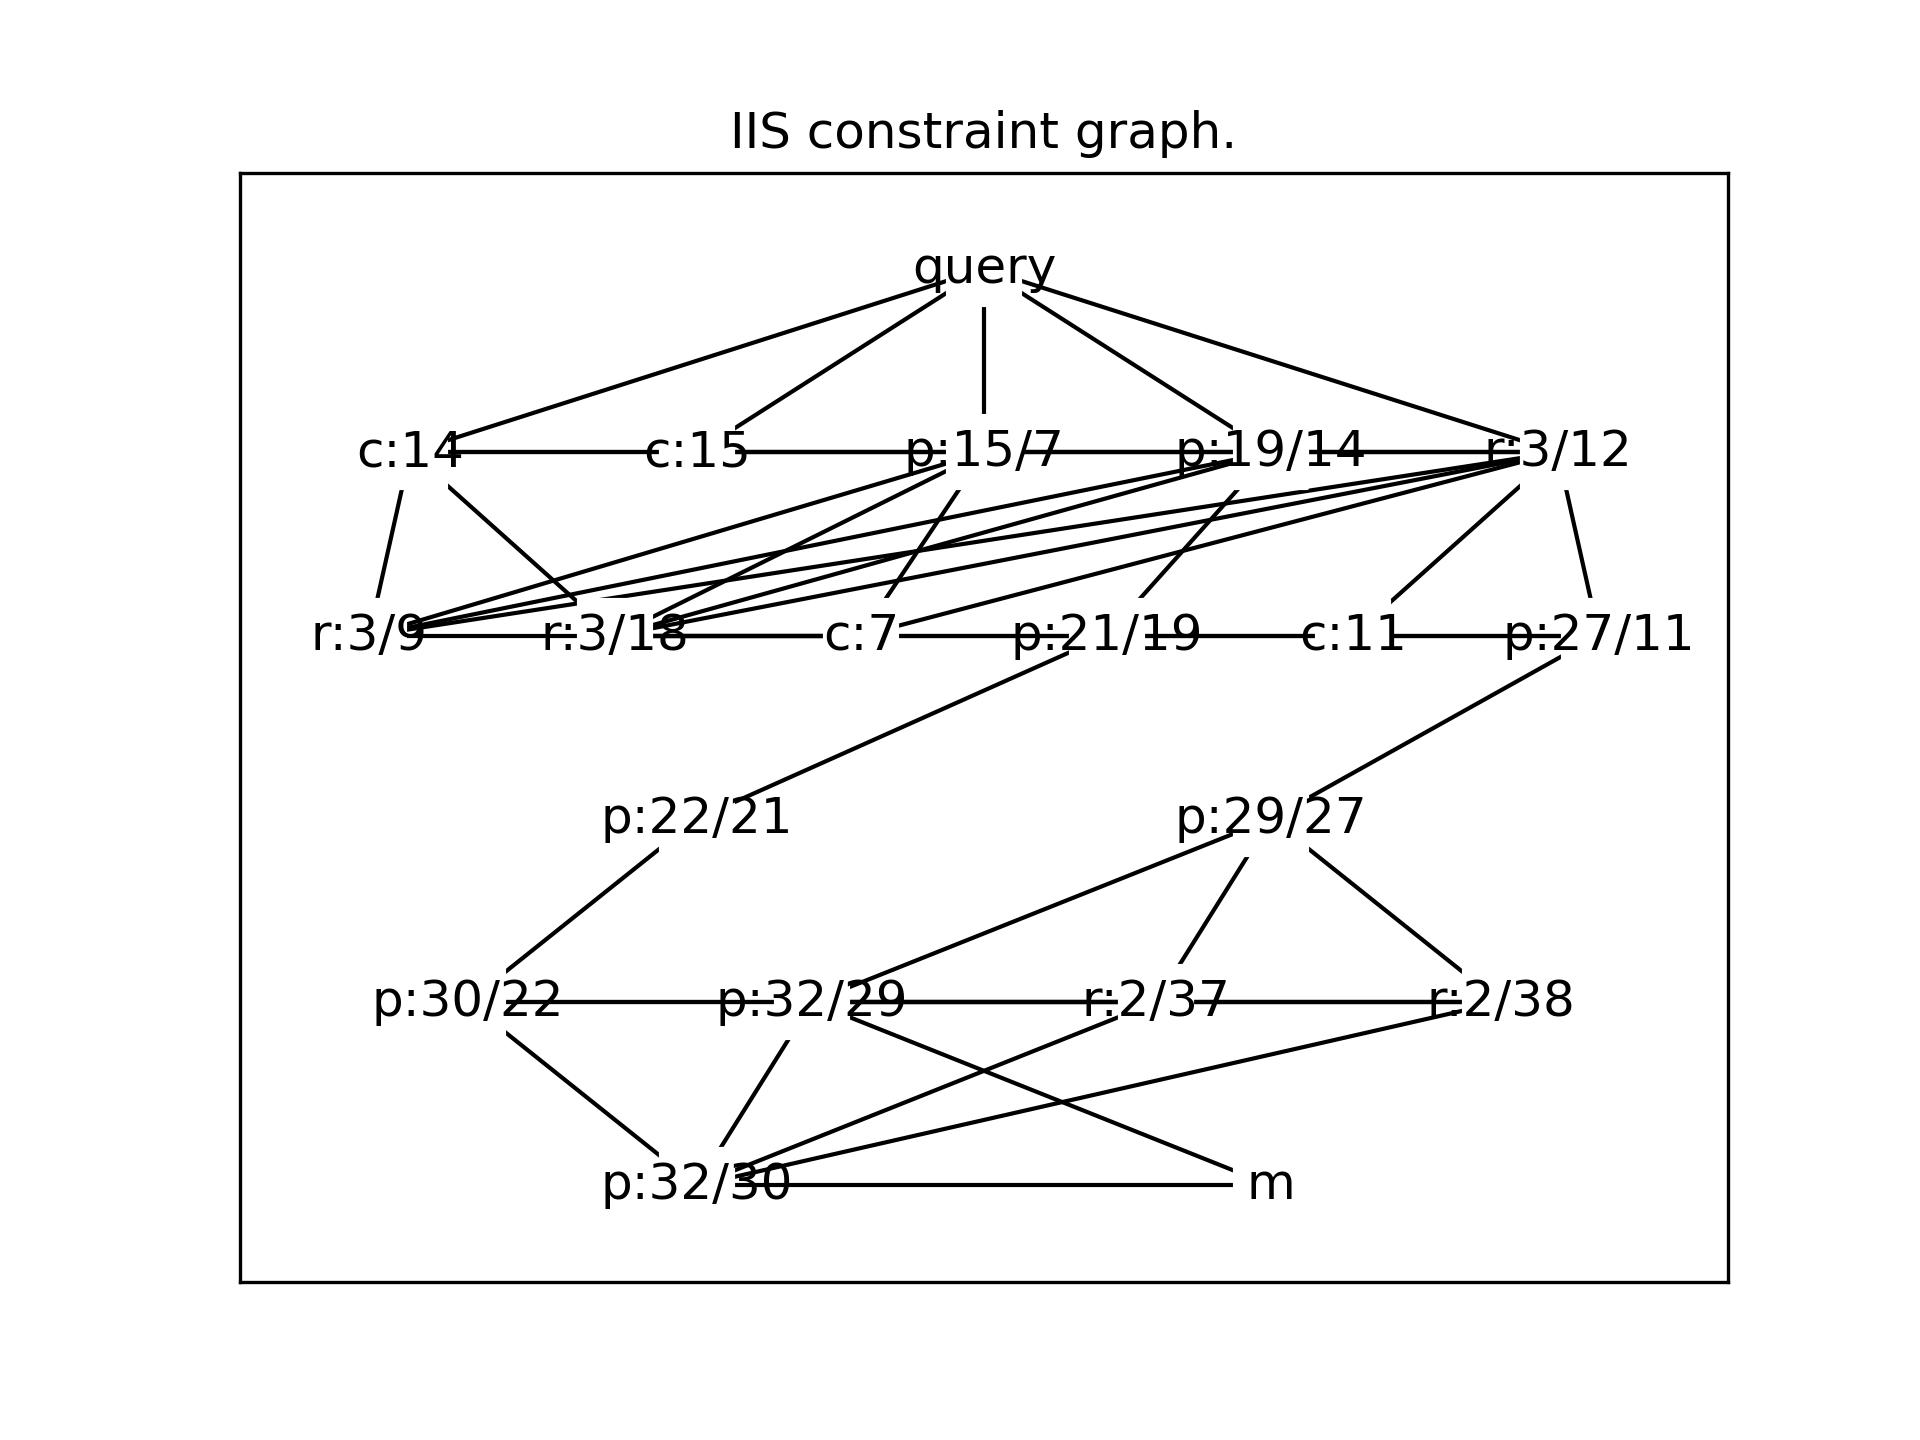 IIS constraint graph.
query
c:14 c:15 p:15/7 p:19/14 r:3/12
r:3/9 r:3/18 c:7 p:21/19 c:11 p:27/11
p:22/21 p:29/27
p:30/22 p:32/29 r:2/37 r:2/38
p:32/30 m